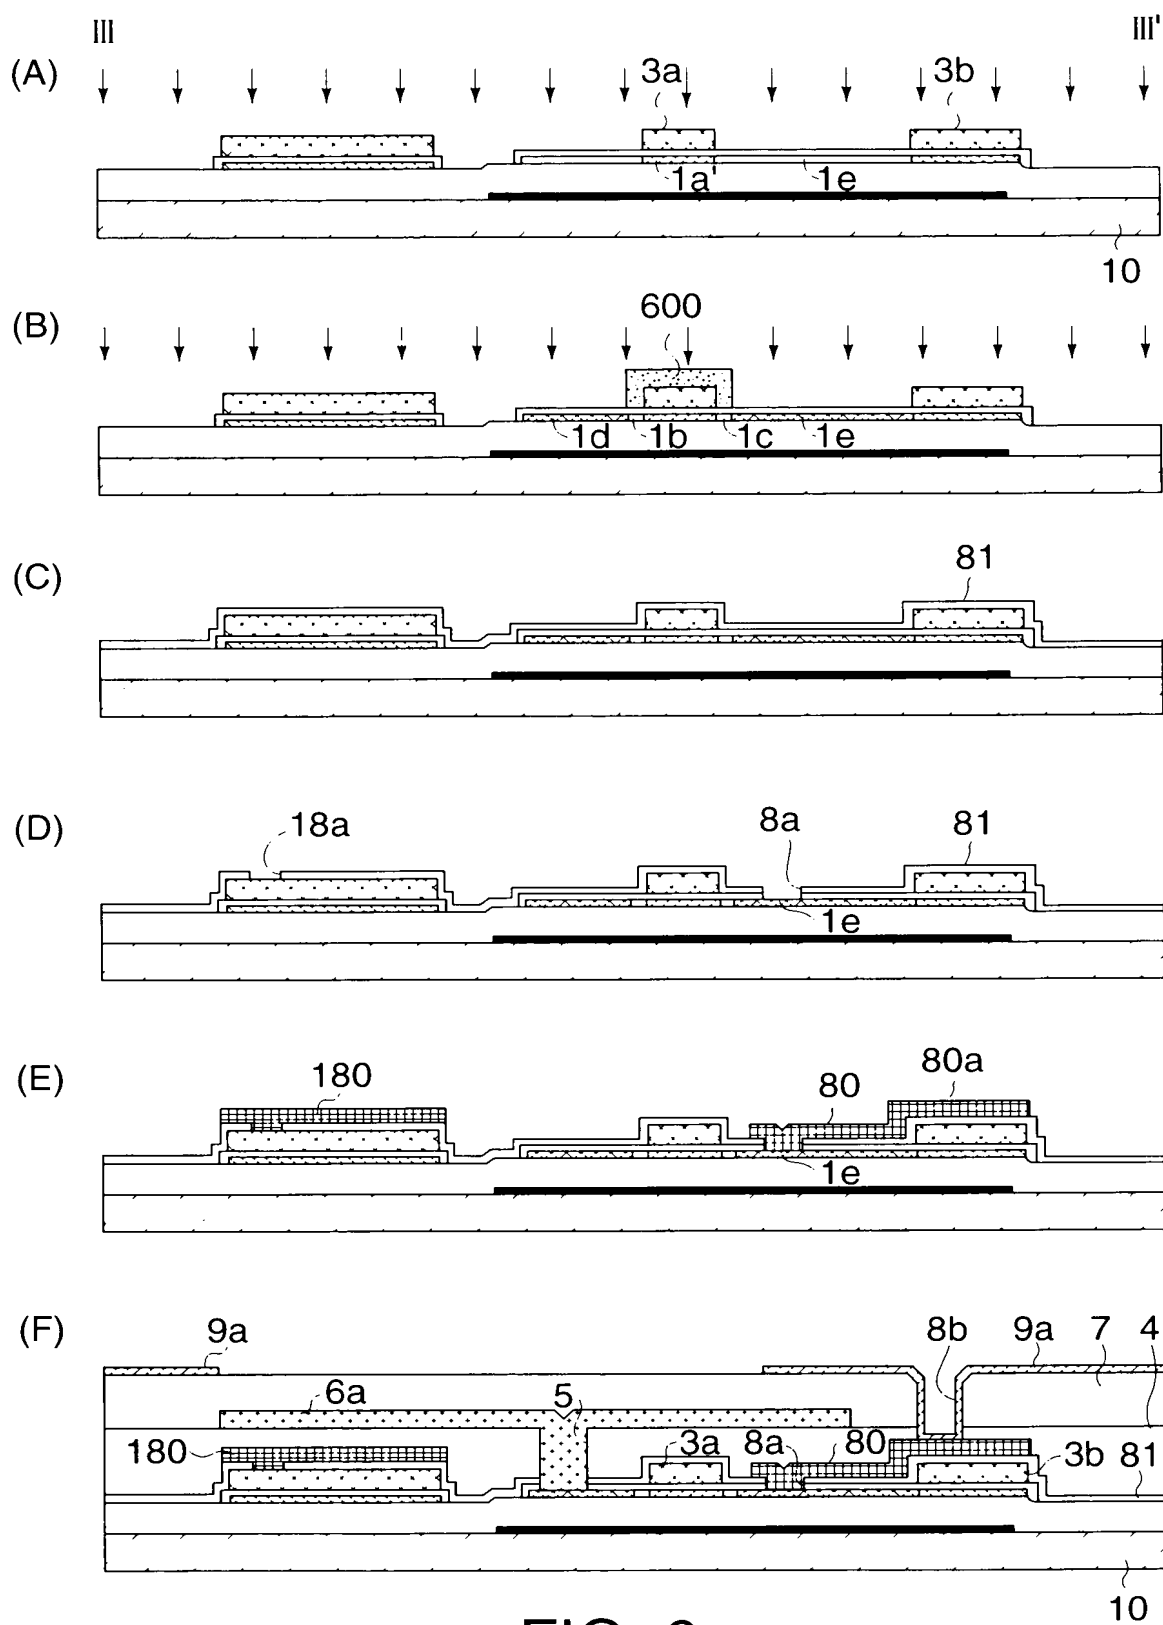 III III'
(A) 3a 3b
1a' 1e
10
(B) 600
1d 1b 1c 1e
(C) 81
(D) 18a 8a 81
1e
(E) 180 80 80a
1e
(F) 9a 8b 9a 7 4
6a 5
180 3a 8a 80 3b 81
10